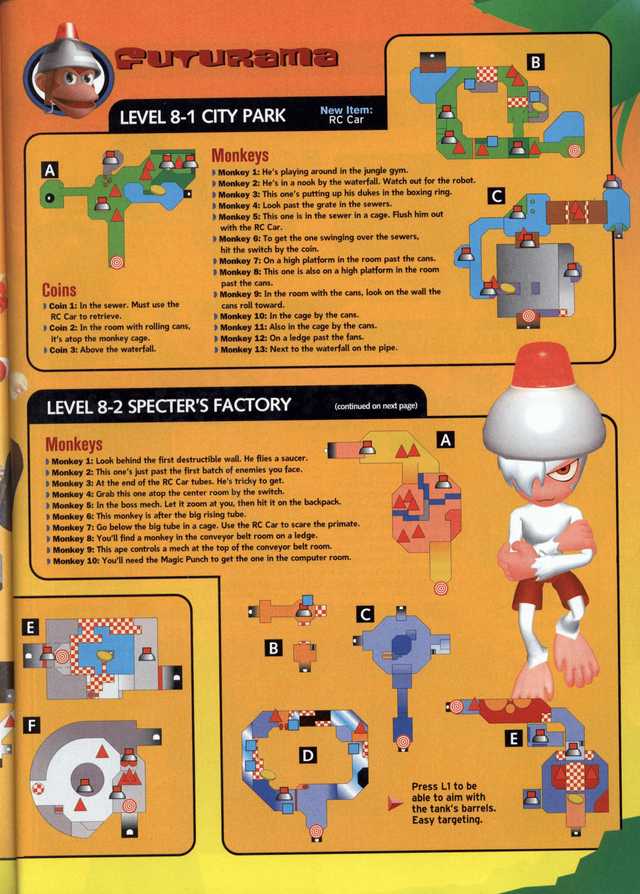 FUTURAMA
LEVEL 8-1 CITY PARK
New Item:
RC Car
A
B
C
Monkeys
Monkey 1: He's playing around in the jungle gym.
Monkey 2: He's in a nook by the waterfall. Watch out for the robot.
Monkey 3: This one's putting up his dukes in the boxing ring.
Monkey 4: Look past the grate in the sewers.
Monkey 5: This one is in the sewer in a cage. Flush him out
with the RC Car.
Monkey 6: To get the one swinging over the sewers,
hit the switch by the coin.
Monkey 7: On a high platform in the room past the cans.
Monkey 8: This one is also on a high platform in the room
past the cans.
Monkey 9: In the room with the cans, look on the wall the
cans roll toward.
Monkey 10: In the cage by the cans.
Monkey 11: Also in the cage by the cans.
Monkey 12: On a ledge past the fans.
Monkey 13: Next to the waterfall on the pipe.
Coins
Coin 1: In the sewer. Must use the
RC Car to retrieve.
Coin 2: In the room with rolling cans,
it's atop the monkey cage.
Coin 3: Above the waterfall.
LEVEL 8-2 SPECTER'S FACTORY
(continued on next page)
Monkeys
Monkey 1: Look behind the first destructible wall. He flies a saucer.
Monkey 2: This one's just past the first batch of enemies you face.
Monkey 3: At the end of the RC Car tubes. He's tricky to get.
Monkey 4: Grab this one atop the center room by the switch.
Monkey 5: In the boss mech. Let it zoom at you, then hit it on the backpack.
Monkey 6: This monkey is after the big rising tube.
Monkey 7: Go below the big tube in a cage. Use the RC Car to scare the primate.
Monkey 8: You'll find a monkey in the conveyor belt room on a ledge.
Monkey 9: This ape controls a mech at the top of the conveyor belt room.
Monkey 10: You'll need the Magic Punch to get the one in the computer room.
A
B
C
D
E
E
F
Press L1 to be
able to aim with
the tank's barrels.
Easy targeting.